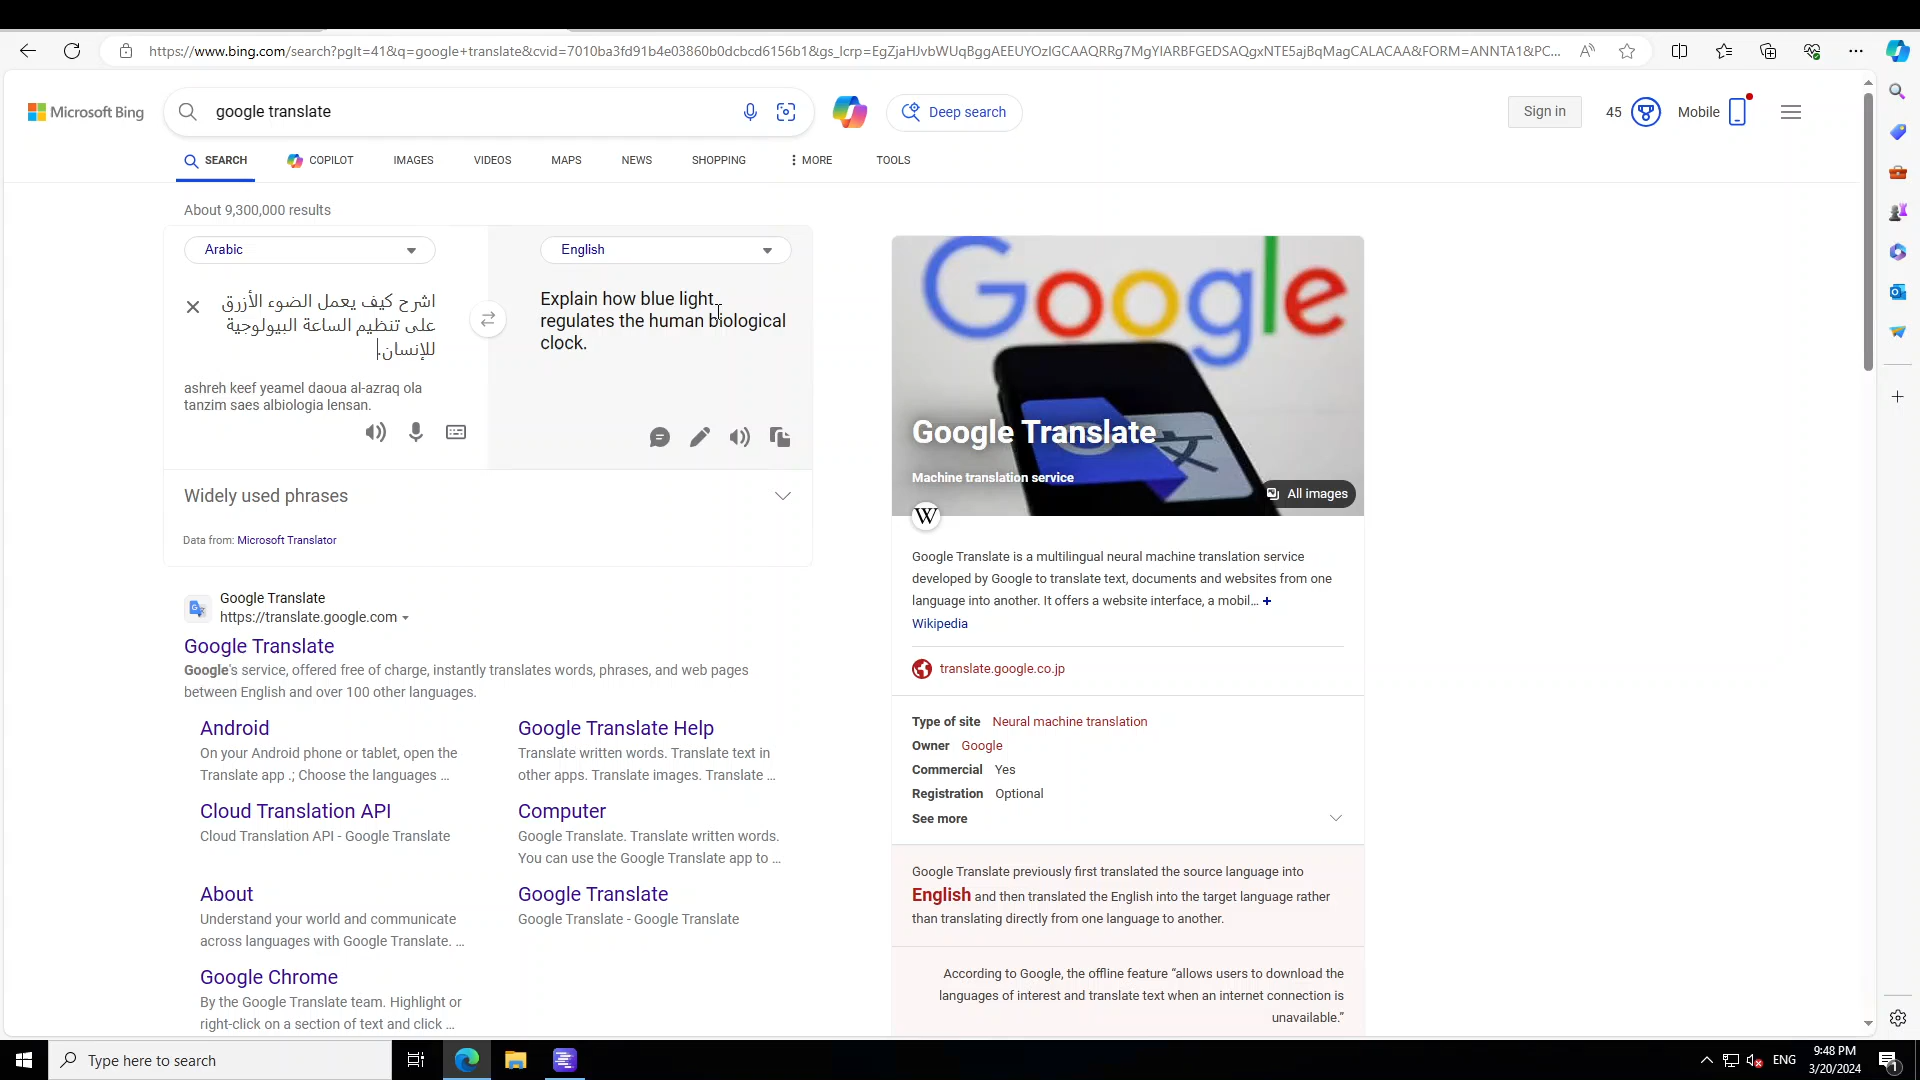 https://www.bing.com/search?pglt=41&q=google+translate&cvid=7010ba3fd91b4e03860b0dcbcd6156b1&gs_lcrp=EgZjaHJvbWUqBggAEEUYOzIGCAAQRRg7MgYIARBFGEDSAQgxNTE5ajBqMagCALACAA&FORM=ANNTA1&PC...
Microsoft Bing
google translate
Deep search
Sign in
45
Mobile
SEARCH
COPILOT
IMAGES
VIDEOS
MAPS
NEWS
SHOPPING
MORE
TOOLS
About 9,300,000 results
Arabic
اشرح كيف يعمل الضوء الأزرق
على تنظيم الساعة البيولوجية
للإنسان.
ashreh keef yeamel daoua al-azraq ola
tanzim saes albiologia lensan.
English
Explain how blue light
regulates the human biological
clock.
Widely used phrases
Data from: Microsoft Translator
Google Translate
https://translate.google.com
Google Translate
Google's service, offered free of charge, instantly translates words, phrases, and web pages
between English and over 100 other languages.
Android
On your Android phone or tablet, open the
Translate app .; Choose the languages ...
Google Translate Help
Translate written words. Translate text in
other apps. Translate images. Translate ...
Cloud Translation API
Cloud Translation API - Google Translate
Computer
Google Translate. Translate written words.
You can use the Google Translate app to ...
About
Understand your world and communicate
across languages with Google Translate. ...
Google Translate
Google Translate - Google Translate
Google Chrome
By the Google Translate team. Highlight or
right-click on a section of text and click ...
Google
文
Google Translate
Machine translation service
All images
W
Google Translate is a multilingual neural machine translation service
developed by Google to translate text, documents and websites from one
language into another. It offers a website interface, a mobil... +
Wikipedia
translate.google.co.jp
Type of site Neural machine translation
Owner Google
Commercial Yes
Registration Optional
See more
Google Translate previously first translated the source language into
English and then translated the English into the target language rather
than translating directly from one language to another.
According to Google, the offline feature “allows users to download the
languages of interest and translate text when an internet connection is
unavailable.”
Type here to search
ENG
9:48 PM
3/20/2024
1